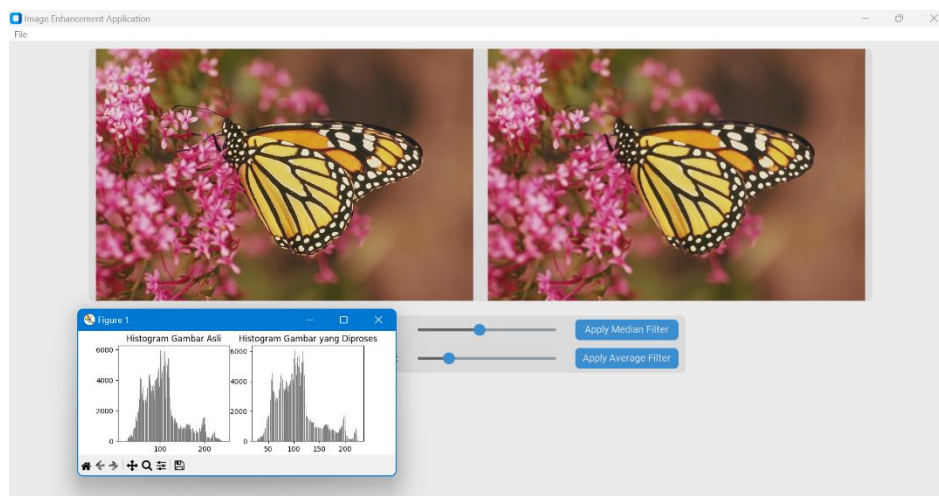 Image Enhancement Application
File
Apply Median Filter
Apply Average Filter
Figure 1
Histogram Gambar Asli
Histogram Gambar yang Diproses
6000
4000
2000
0
100 200
6000
4000
2000
0
50 100 150 200